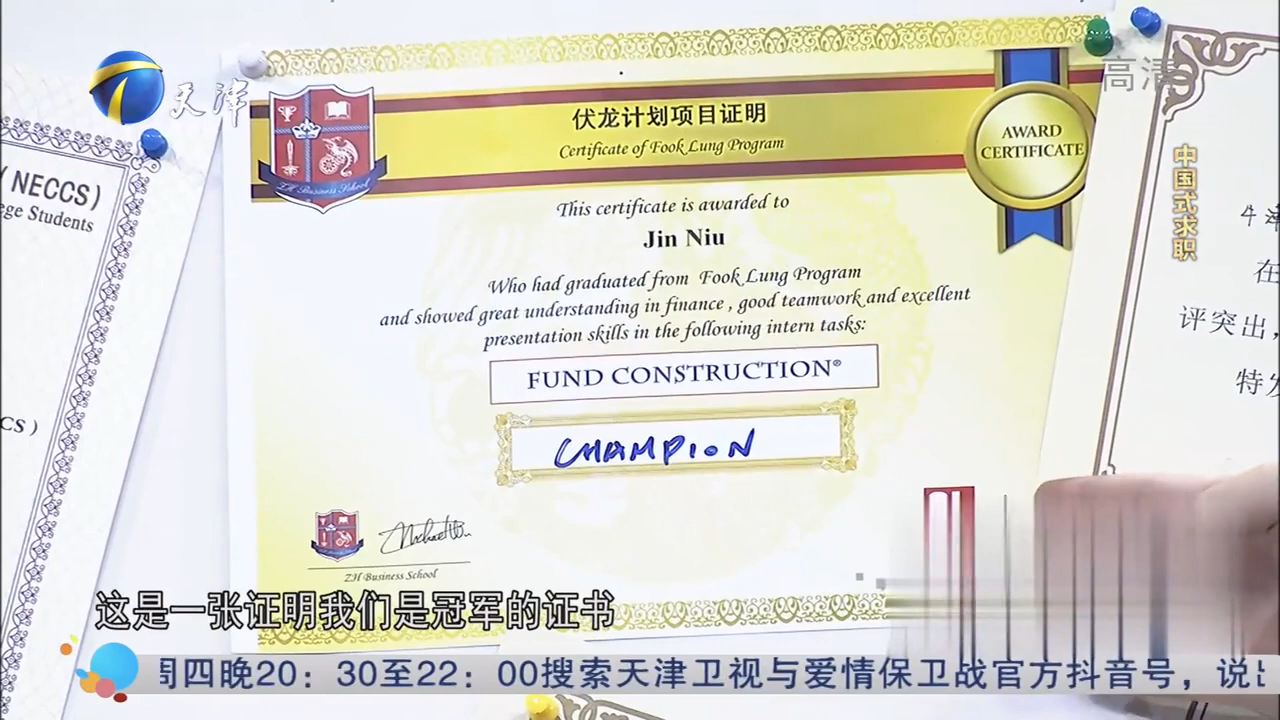 天津
高清
中国式求职
(NECCS)
ege Students
CS)
伏龙计划项目证明
Certificate of Fook Lung Program
ZH Business School
AWARD
CERTIFICATE
This certificate is awarded to
Jin Niu
Who had graduated from Fook Lung Program
and showed great understanding in finance , good teamwork and excellent
presentation skills in the following intern tasks:
FUND CONSTRUCTION®
CHAMPION
ZH Business School
在
评突出,
这是一张证明我们是冠军的证书
周四晚20：30至22：00搜索天津卫视与爱情保卫战官方抖音号，说